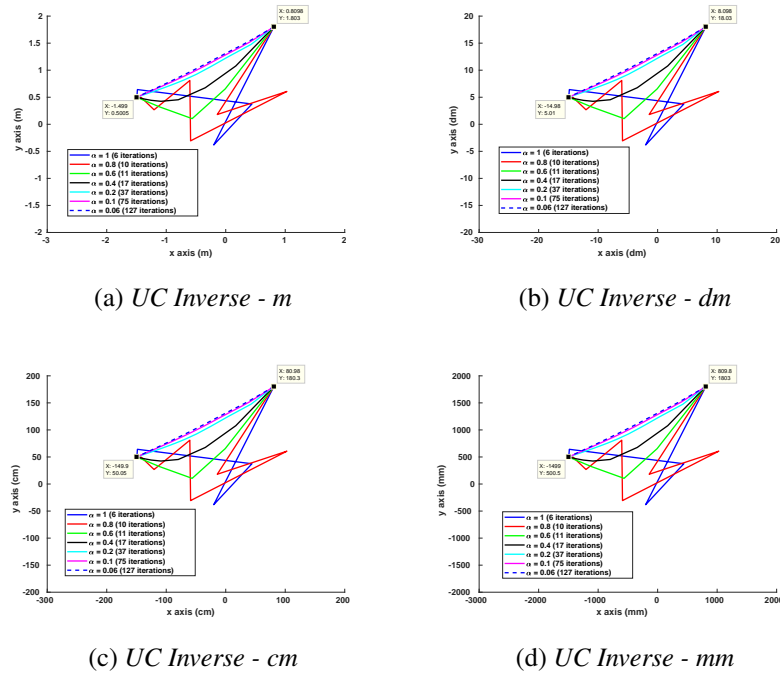 X: 0.8098
Y: 1.803
2
1.5
1
0.5
0
-0.5
-1
-1.5
-2
y axis (m)
X: -1.499
Y: 0.5005
α = 1 (6 iterations)
α = 0.8 (10 iterations)
α = 0.6 (11 iterations)
α = 0.4 (17 iterations)
α = 0.2 (37 iterations)
α = 0.1 (75 iterations)
α = 0.06 (127 iterations)
-3 -2 -1 0 1 2
x axis (m)
(a) UC Inverse - m
X: 8.098
Y: 18.03
20
15
10
5
0
-5
-10
-15
-20
y axis (dm)
X: -14.98
Y: 5.01
α = 1 (6 iterations)
α = 0.8 (10 iterations)
α = 0.6 (11 iterations)
α = 0.4 (17 iterations)
α = 0.2 (37 iterations)
α = 0.1 (75 iterations)
α = 0.06 (127 iterations)
-30 -20 -10 0 10 20
x axis (dm)
(b) UC Inverse - dm
X: 80.98
Y: 180.3
200
150
100
50
0
-50
-100
-150
-200
y axis (cm)
X: -149.9
Y: 50.05
α = 1 (6 iterations)
α = 0.8 (10 iterations)
α = 0.6 (11 iterations)
α = 0.4 (17 iterations)
α = 0.2 (37 iterations)
α = 0.1 (75 iterations)
α = 0.06 (127 iterations)
-300 -200 -100 0 100 200
x axis (cm)
(c) UC Inverse - cm
X: 809.8
Y: 1803
2000
1500
1000
500
0
-500
-1000
-1500
-2000
y axis (mm)
X: -1499
Y: 500.5
α = 1 (6 iterations)
α = 0.8 (10 iterations)
α = 0.6 (11 iterations)
α = 0.4 (17 iterations)
α = 0.2 (37 iterations)
α = 0.1 (75 iterations)
α = 0.06 (127 iterations)
-3000 -2000 -1000 0 1000 2000
x axis (mm)
(d) UC Inverse - mm